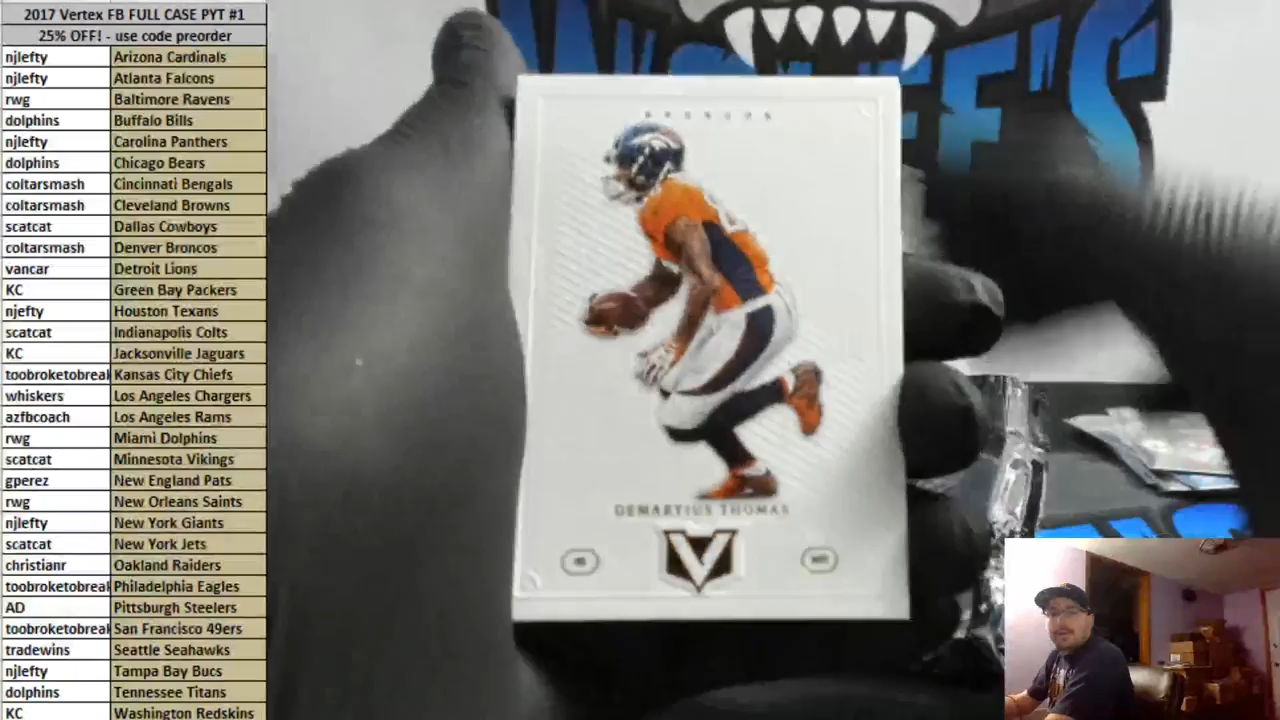 2017 Vertex FB FULL CASE PYT #1
25% OFF! - use code preorder
njlefty Arizona Cardinals
njlefty Atlanta Falcons
rwg Baltimore Ravens
dolphins Buffalo Bills
njlefty Carolina Panthers
dolphins Chicago Bears
coltarsmash Cincinnati Bengals
coltarsmash Cleveland Browns
scatcat Dallas Cowboys
coltarsmash Denver Broncos
vancar Detroit Lions
KC Green Bay Packers
njefty Houston Texans
scatcat Indianapolis Colts
KC Jacksonville Jaguars
toobroketobreak Kansas City Chiefs
whiskers Los Angeles Chargers
azfbcoach Los Angeles Rams
rwg Miami Dolphins
scatcat Minnesota Vikings
gperez New England Pats
rwg New Orleans Saints
njlefty New York Giants
scatcat New York Jets
christianr Oakland Raiders
toobroketobreak Philadelphia Eagles
AD Pittsburgh Steelers
toobroketobreak San Francisco 49ers
tradewins Seattle Seahawks
njlefty Tampa Bay Bucs
dolphins Tennessee Titans
KC Washington Redskins
BRONCOS
DEMARYIUS THOMAS
V